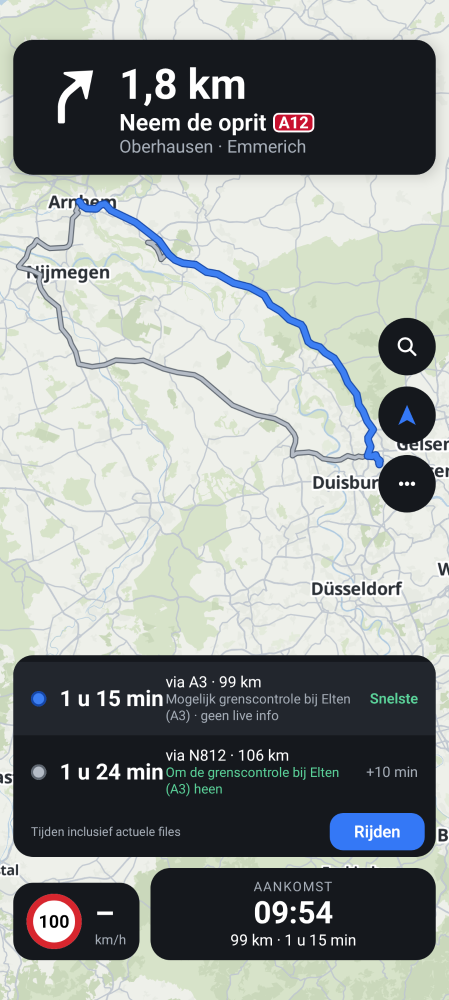 1,8 km
Neem de oprit A12
Oberhausen · Emmerich
Arnhem
Nijmegen
Duisbur
Düsseldorf
1 u 15 min
via A3 · 99 km
Mogelijk grenscontrole bij Elten
(A3) · geen live info
Snelste
1 u 24 min
via N812 · 106 km
Om de grenscontrole bij Elten
(A3) heen
+10 min
Tijden inclusief actuele files
Rijden
B
tal
100
–
km/h
AANKOMST
09:54
99 km · 1 u 15 min